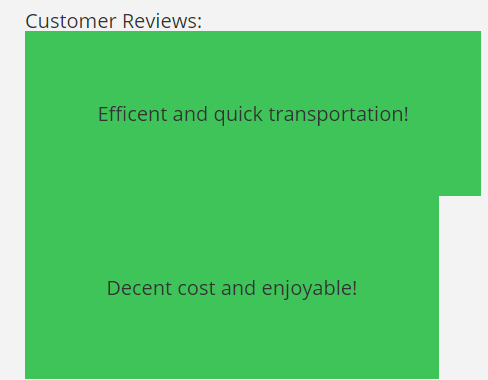 Customer Reviews:
Efficent and quick transportation!
Decent cost and enjoyable!